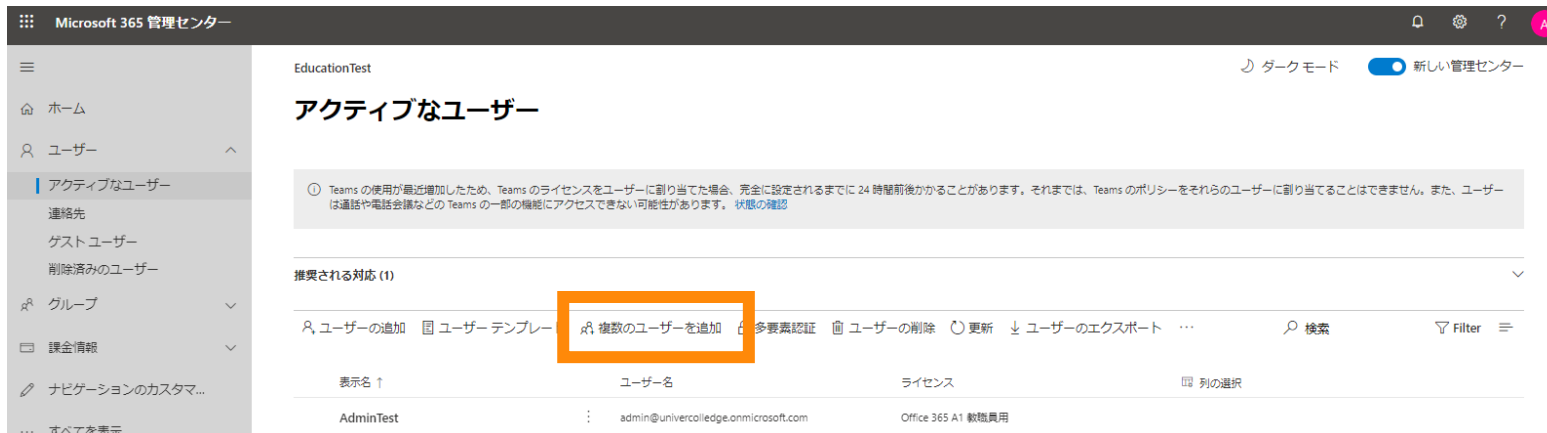 Microsoft 365 管理センター
?
A
EducationTest
ダーク モード
新しい管理センター
ホーム
アクティブなユーザー
ユーザー
アクティブなユーザー
連絡先
ゲスト ユーザー
削除済みのユーザー
グループ
課金情報
ナビゲーションのカスタマ...
すべてを表示
Teams の使用が最近増加したため、Teams のライセンスをユーザーに割り当てた場合、完全に設定されるまでに 24 時間前後かかることがあります。それまでは、Teams のポリシーをそれらのユーザーに割り当てることはできません。また、ユーザー
は通話や電話会議などの Teams の一部の機能にアクセスできない可能性があります。 状態の確認
推奨される対応 (1)
ユーザーの追加 ユーザー テンプレー 複数のユーザーを追加 多要素認証 ユーザーの削除 更新 ユーザーのエクスポート ... 検索 Filter
表示名 ↑ ユーザー名 ライセンス 列の選択
AdminTest admin@univercolledge.onmicrosoft.com Office 365 A1 教職員用